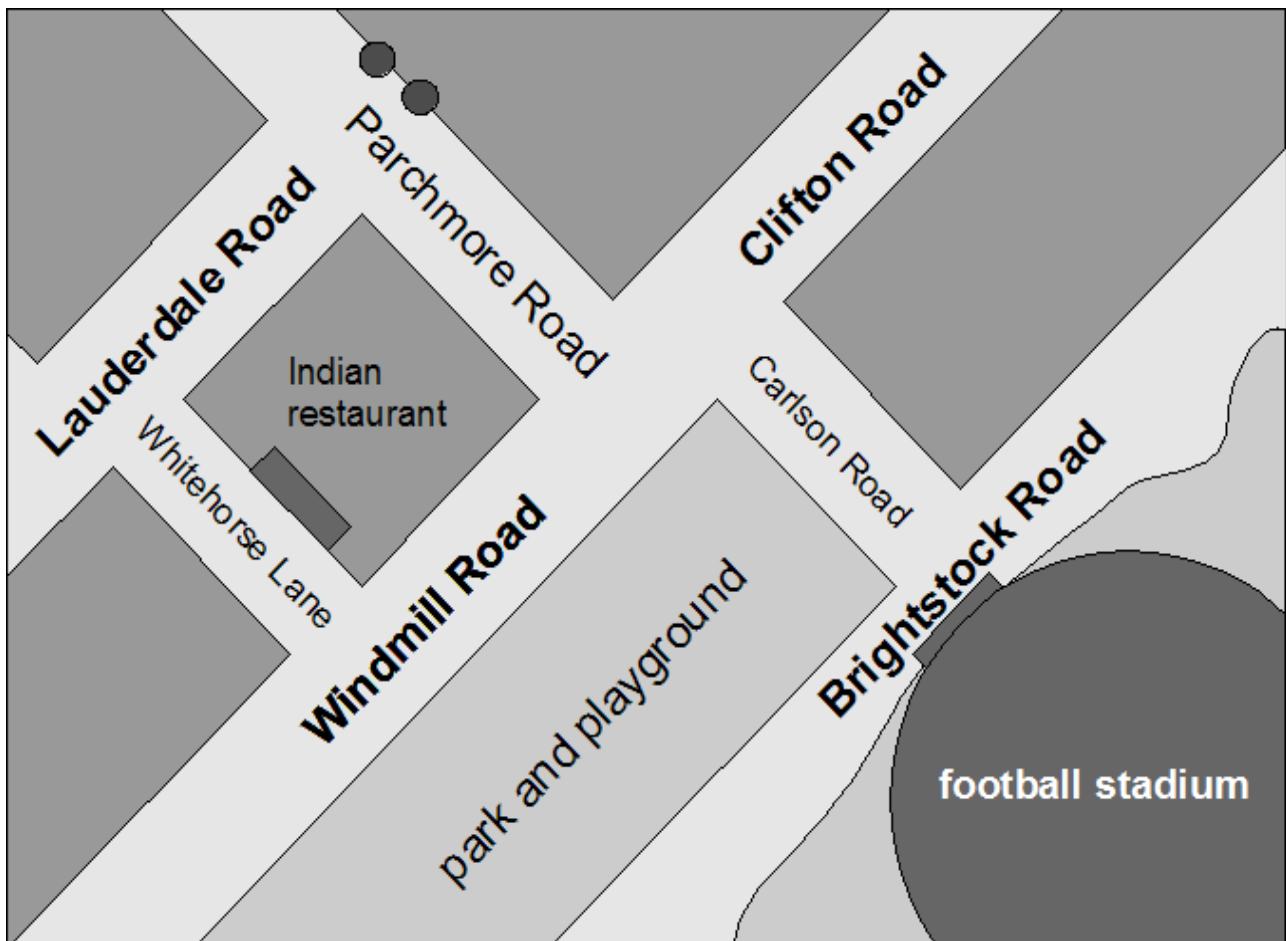 Parchmore Road
Clifton Road
Lauderdale Road
Indian
restaurant
Carlson Road
Whitehorse Lane
Windmill Road
Brightstock Road
park and playground
football stadium